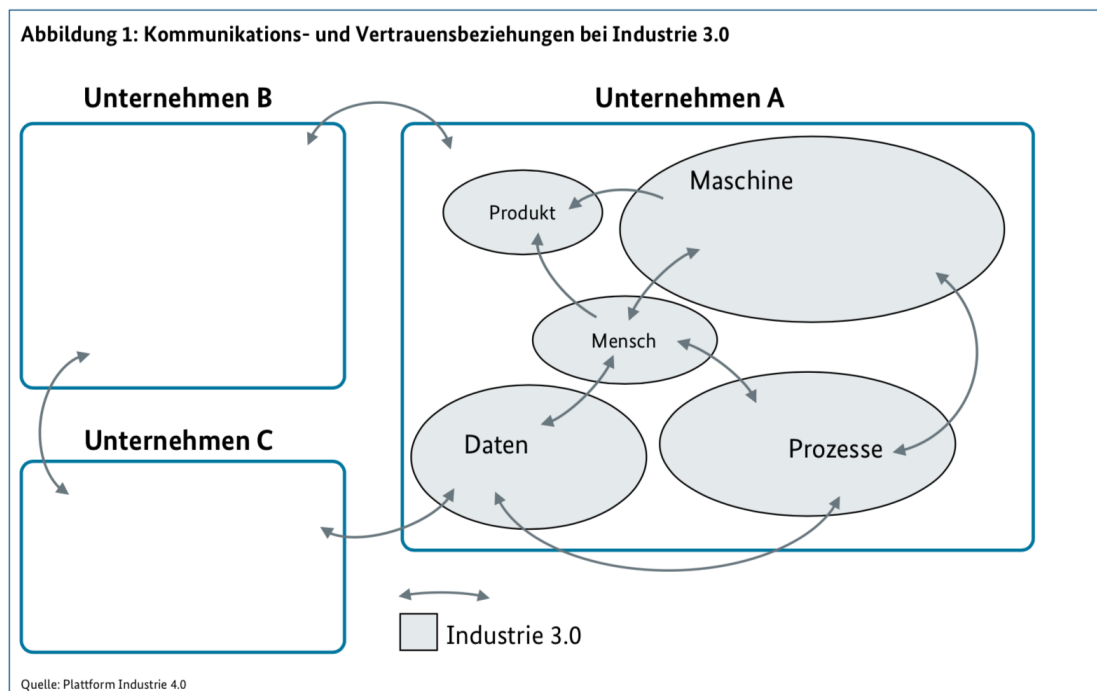 Abbildung 1: Kommunikations- und Vertrauensbeziehungen bei Industrie 3.0
Unternehmen B
Unternehmen A
Maschine
Produkt
Mensch
Daten
Prozesse
Unternehmen C
Industrie 3.0
Quelle: Plattform Industrie 4.0